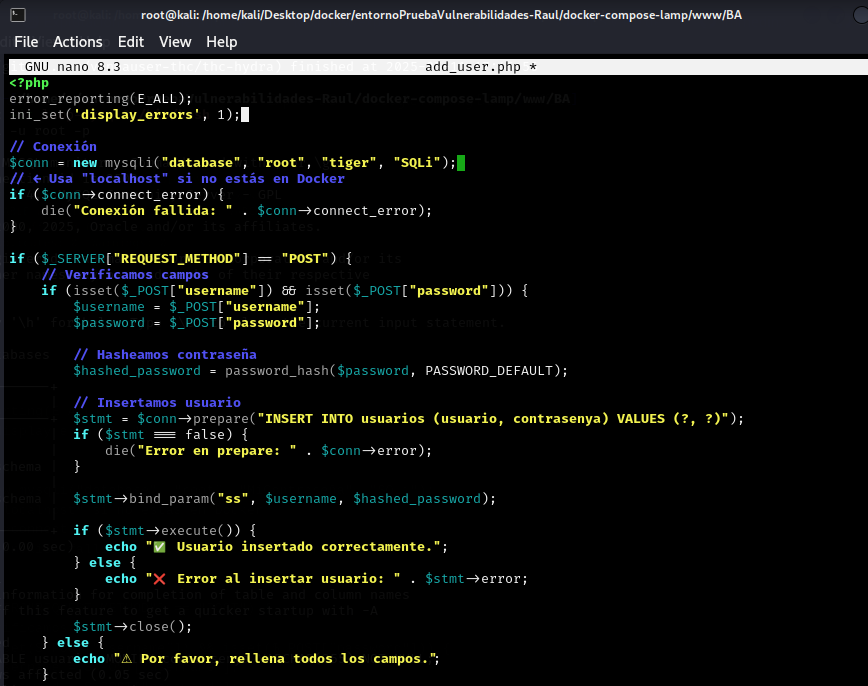 root@kali: /home/kali/Desktop/docker/entornoPruebaVulnerabilidades-Raul/docker-compose-lamp/www/BA
File Actions Edit View Help
GNU nano 8.3 add_user.php *
<?php
error_reporting(E_ALL);
ini_set('display_errors', 1);
// Conexión
$conn = new mysqli("database", "root", "tiger", "SQLi");
// ← Usa "localhost" si no estás en Docker
if ($conn->connect_error) {
    die("Conexión fallida: " . $conn->connect_error);
}
if ($_SERVER["REQUEST_METHOD"] == "POST") {
    // Verificamos campos
    if (isset($_POST["username"]) && isset($_POST["password"])) {
        $username = $_POST["username"];
        $password = $_POST["password"];
        // Hasheamos contraseña
        $hashed_password = password_hash($password, PASSWORD_DEFAULT);
        // Insertamos usuario
        $stmt = $conn->prepare("INSERT INTO usuarios (usuario, contrasenya) VALUES (?, ?)");
        if ($stmt === false) {
            die("Error en prepare: " . $conn->error);
        }
        $stmt->bind_param("ss", $username, $hashed_password);
        if ($stmt->execute()) {
            echo "✅ Usuario insertado correctamente.";
        } else {
            echo "❌ Error al insertar usuario: " . $stmt->error;
        }
        $stmt->close();
    } else {
        echo "⚠ Por favor, rellena todos los campos.";
    }